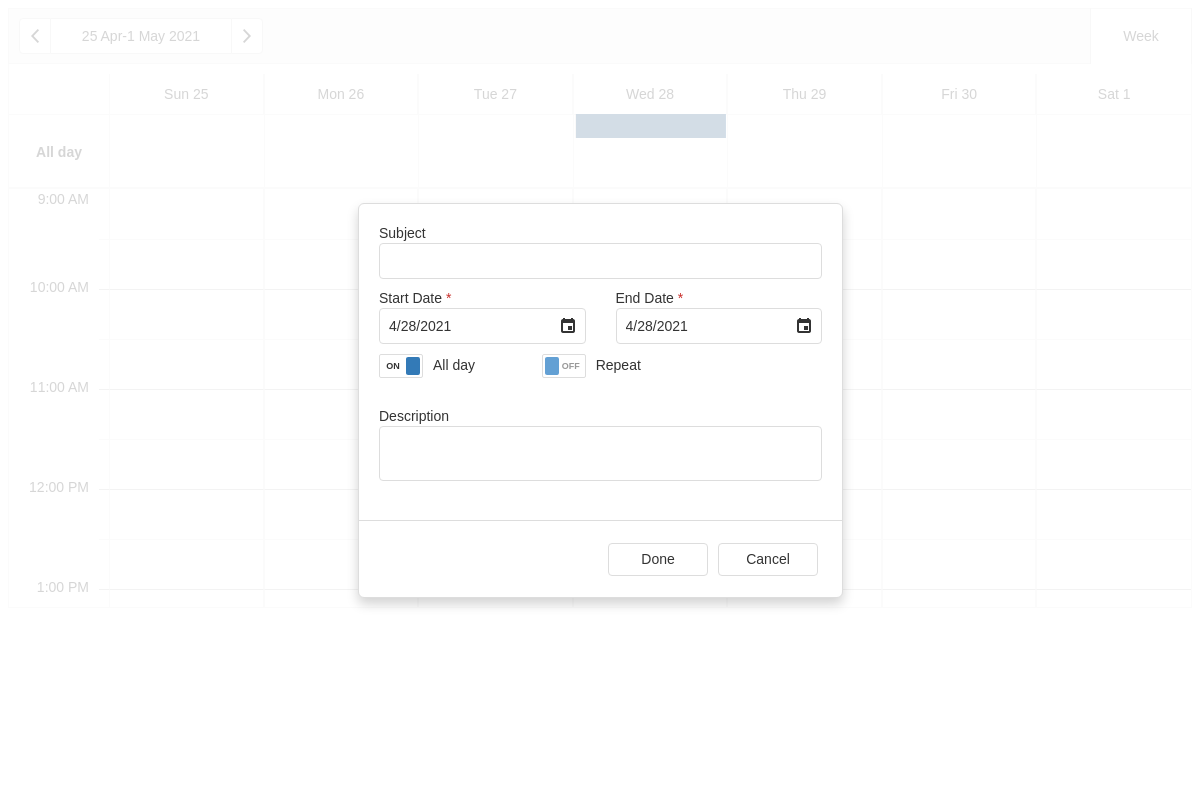 25 Apr-1 May 2021
Week
Sun 25 Mon 26 Tue 27 Wed 28 Thu 29 Fri 30 Sat 1
All day
9:00 AM
10:00 AM
11:00 AM
12:00 PM
1:00 PM
Subject
Start Date * End Date *
4/28/2021 4/28/2021
ON All day OFF Repeat
Description
Done Cancel